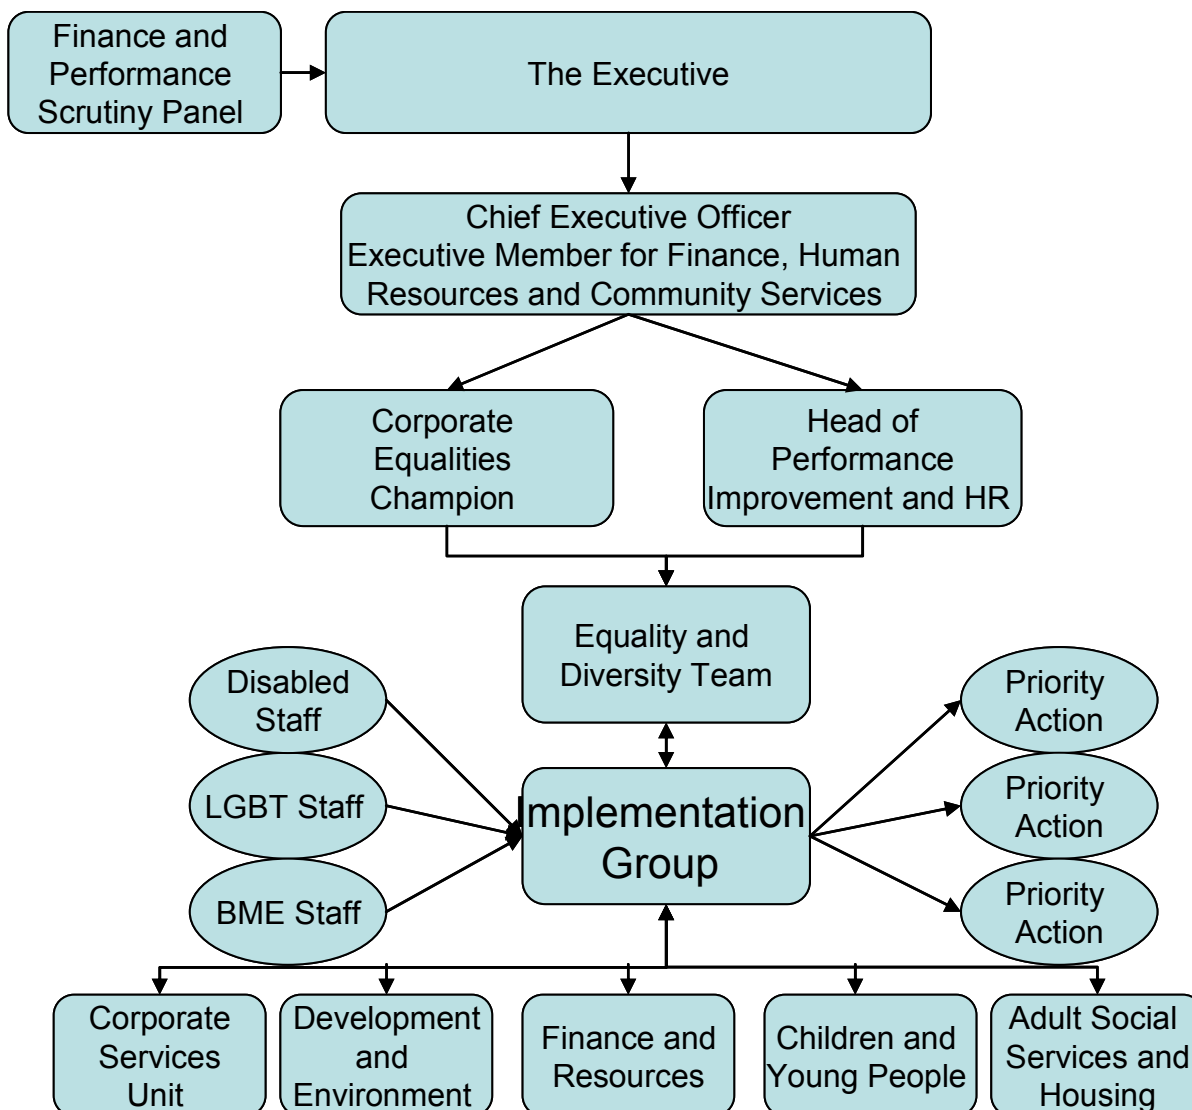 Finance and
Performance
Scrutiny Panel
The Executive
Chief Executive Officer
Executive Member for Finance, Human
Resources and Community Services
Corporate
Equalities
Champion
Head of
Performance
Improvement and HR
Equality and
Diversity Team
Disabled
Staff
LGBT Staff
BME Staff
Implementation
Group
Priority
Action
Priority
Action
Priority
Action
Corporate
Services
Unit
Development
and
Environment
Finance and
Resources
Children and
Young People
Adult Social
Services and
Housing